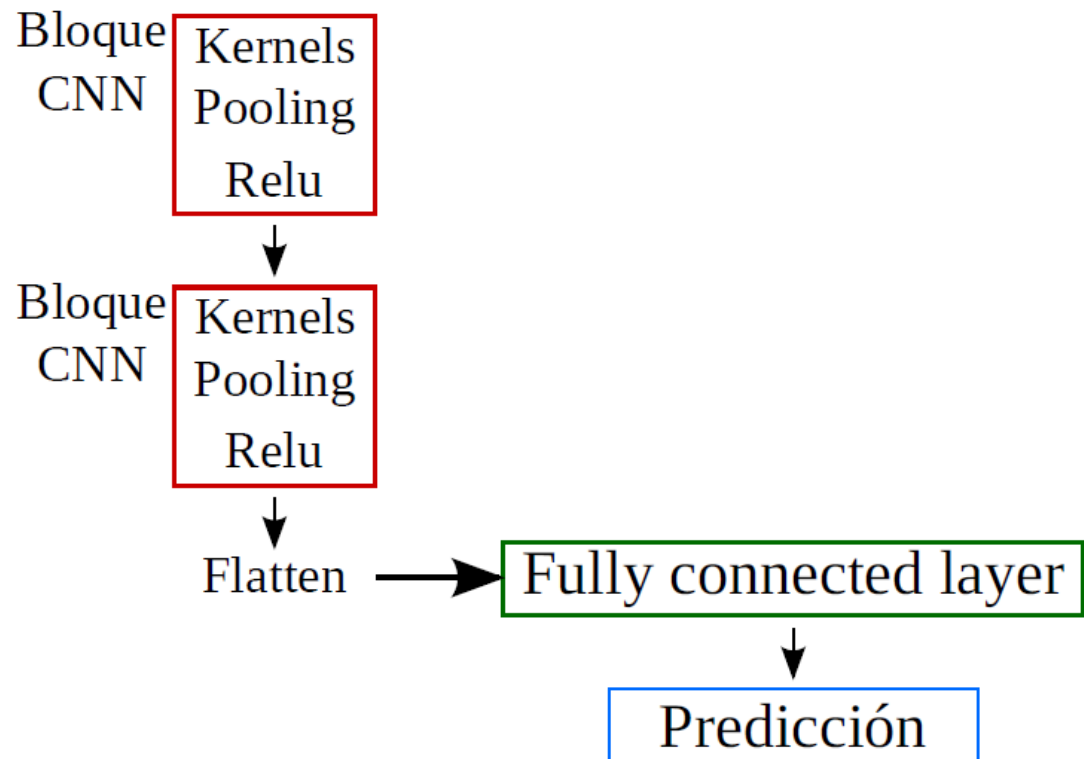 Bloque
CNN
Kernels
Pooling
Relu
Bloque
CNN
Kernels
Pooling
Relu
Flatten
Fully connected layer
Predicción